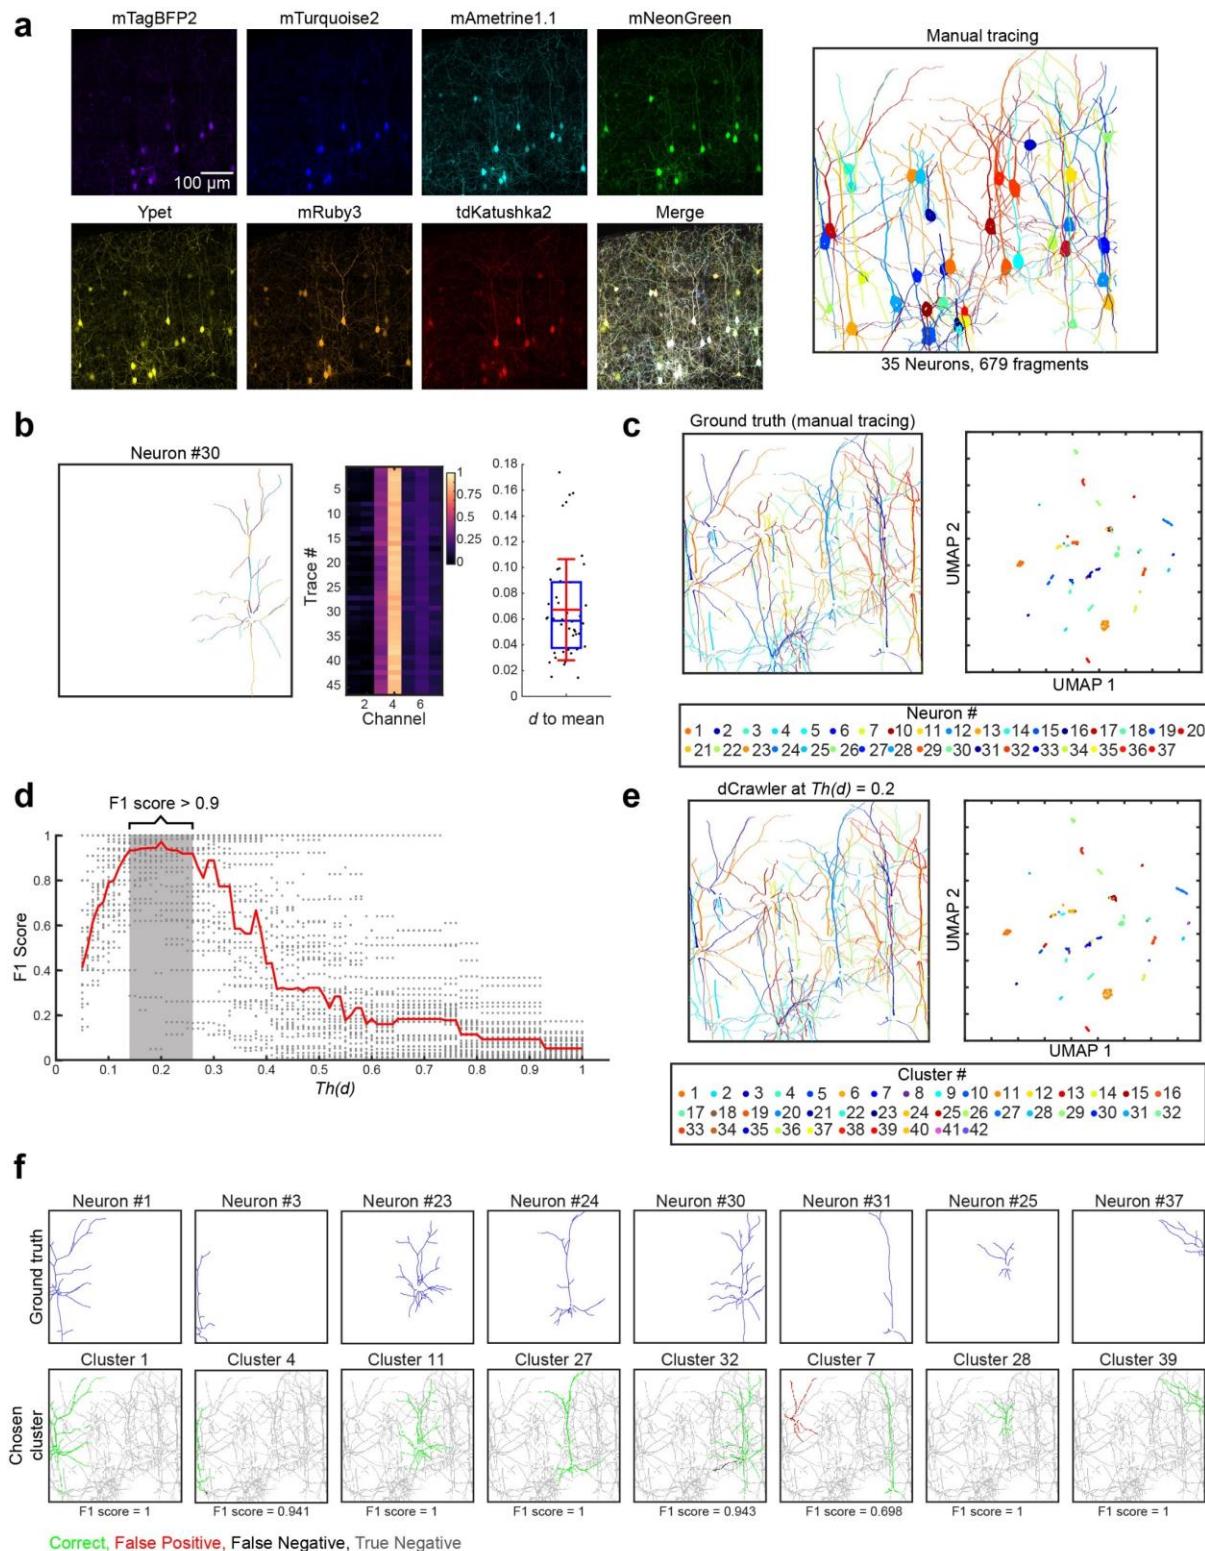 a
mTagBFP2 mTurquoise2 mAmetrine1.1 mNeonGreen
100 µm
Ypet mRuby3 tdKatushka2 Merge
Manual tracing
35 Neurons, 679 fragments
b
Neuron #30
Trace #
5
10
15
20
25
30
35
40
45
2 4 6
Channel
1
0.75
0.5
0.25
0
0.18
0.16
0.14
0.12
0.10
0.08
0.06
0.04
0.02
0
d to mean
c
Ground truth (manual tracing)
UMAP 2
UMAP 1
Neuron #
1 2 3 4 5 6 7 10 11 12 13 14 15 16 17 18 19 20
21 22 23 24 25 26 27 28 29 30 31 32 33 34 35 36 37
d
F1 score > 0.9
F1 Score
1
0.8
0.6
0.4
0.2
0
0 0.1 0.2 0.3 0.4 0.5 0.6 0.7 0.8 0.9 1
Th(d)
e
dCrawler at Th(d) = 0.2
UMAP 2
UMAP 1
Cluster #
1 2 3 4 5 6 7 8 9 10 11 12 13 14 15 16
17 18 19 20 21 22 23 24 25 26 27 28 29 30 31 32
33 34 35 36 37 38 39 40 41 42
f
Neuron #1 Neuron #3 Neuron #23 Neuron #24 Neuron #30 Neuron #31 Neuron #25 Neuron #37
Ground truth
Cluster 1 Cluster 4 Cluster 11 Cluster 27 Cluster 32 Cluster 7 Cluster 28 Cluster 39
Chosen
cluster
F1 score = 1 F1 score = 0.941 F1 score = 1 F1 score = 1 F1 score = 0.943 F1 score = 0.698 F1 score = 1 F1 score = 1
Correct, False Positive, False Negative, True Negative